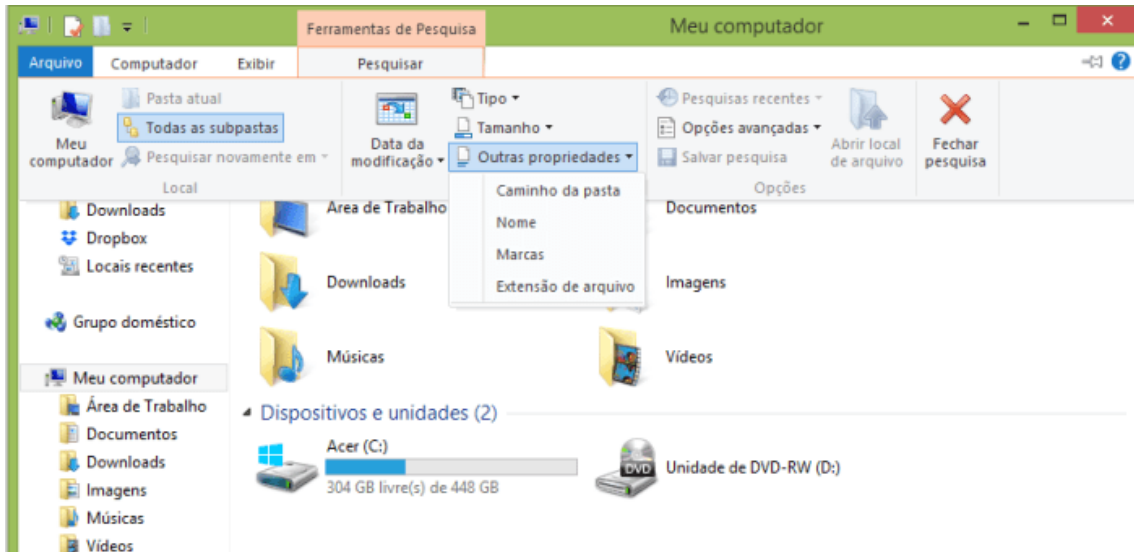 Ferramentas de Pesquisa
Meu computador
Arquivo
Computador
Exibir
Pesquisar
Meu computador
Pasta atual
Todas as subpastas
Pesquisar novamente em
Local
Data da modificação
Tipo
Tamanho
Outras propriedades
Caminho da pasta
Nome
Marcas
Extensão de arquivo
Pesquisas recentes
Opções avançadas
Salvar pesquisa
Abrir local de arquivo
Opções
Fechar pesquisa
Downloads
Dropbox
Locais recentes
Grupo doméstico
Meu computador
Área de Trabalho
Documentos
Downloads
Imagens
Músicas
Vídeos
Área de Trabalho
Documentos
Downloads
Imagens
Músicas
Vídeos
Dispositivos e unidades (2)
Acer (C:)
304 GB livre(s) de 448 GB
DVD
Unidade de DVD-RW (D:)